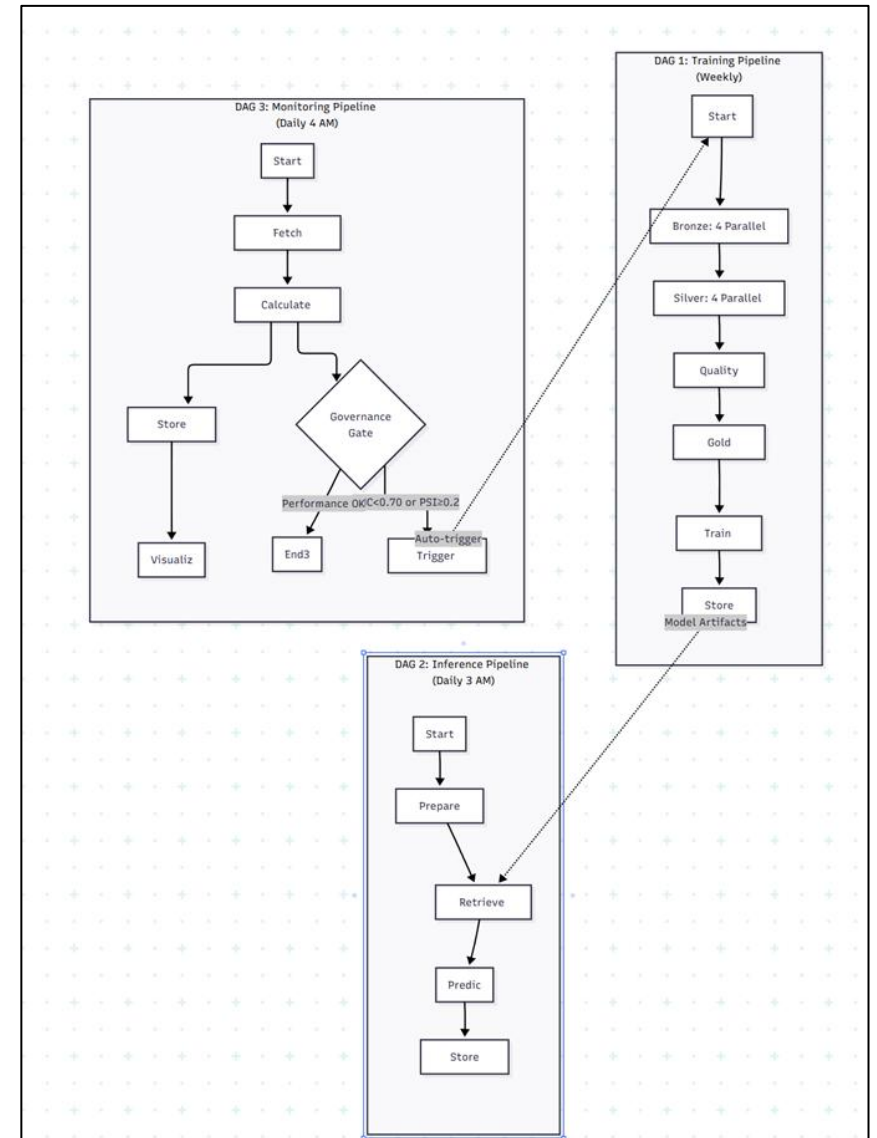 DAG 3: Monitoring Pipeline
(Daily 4 AM)
Start
Fetch
Calculate
Store
Governance
Gate
Performance OK
C<0.70 or PSI≥0.2
Visualiz
End3
Auto-trigger
Trigger
DAG 1: Training Pipeline
(Weekly)
Start
Bronze: 4 Parallel
Silver: 4 Parallel
Quality
Gold
Train
Store
Model Artifacts
DAG 2: Inference Pipeline
(Daily 3 AM)
Start
Prepare
Retrieve
Predic
Store